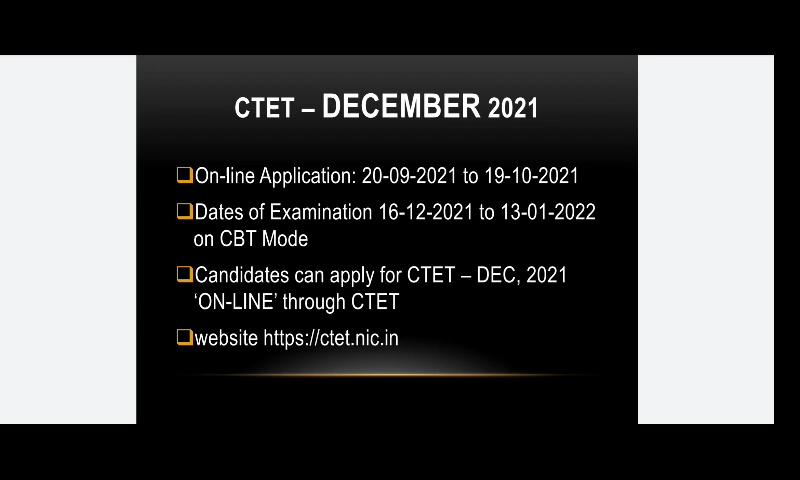 CTET – DECEMBER 2021
On-line Application: 20-09-2021 to 19-10-2021
Dates of Examination 16-12-2021 to 13-01-2022
on CBT Mode
Candidates can apply for CTET – DEC, 2021
‘ON-LINE’ through CTET
website https://ctet.nic.in